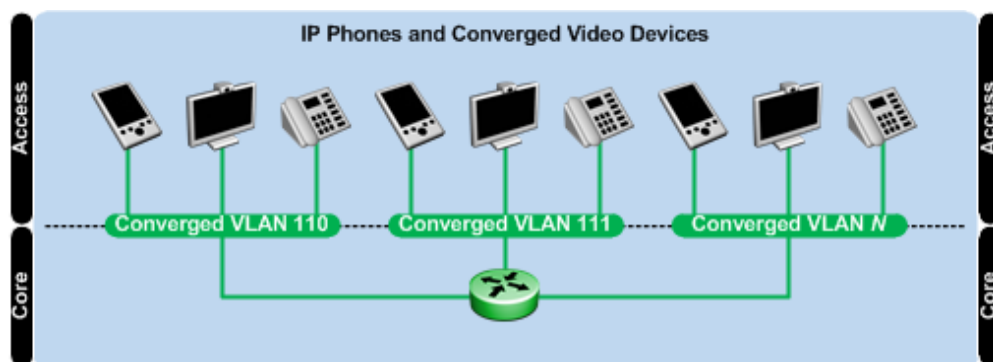 IP Phones and Converged Video Devices
Access
Access
Converged VLAN 110
Converged VLAN 111
Converged VLAN N
Core
Core